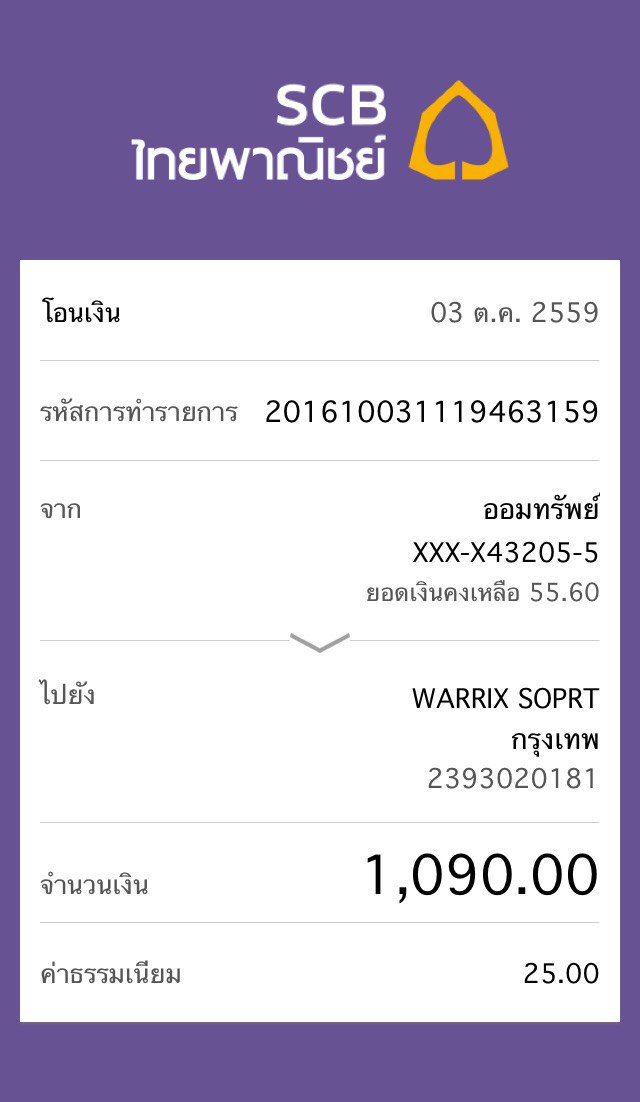 SCB
ไทยพาณิชย์
โอนเงิน 03 ต.ค. 2559
รหัสการทำรายการ 201610031119463159
จาก ออมทรัพย์
XXX-X43205-5
ยอดเงินคงเหลือ 55.60
ไปยัง WARRIX SOPRT
กรุงเทพ
2393020181
จำนวนเงิน 1,090.00
ค่าธรรมเนียม 25.00